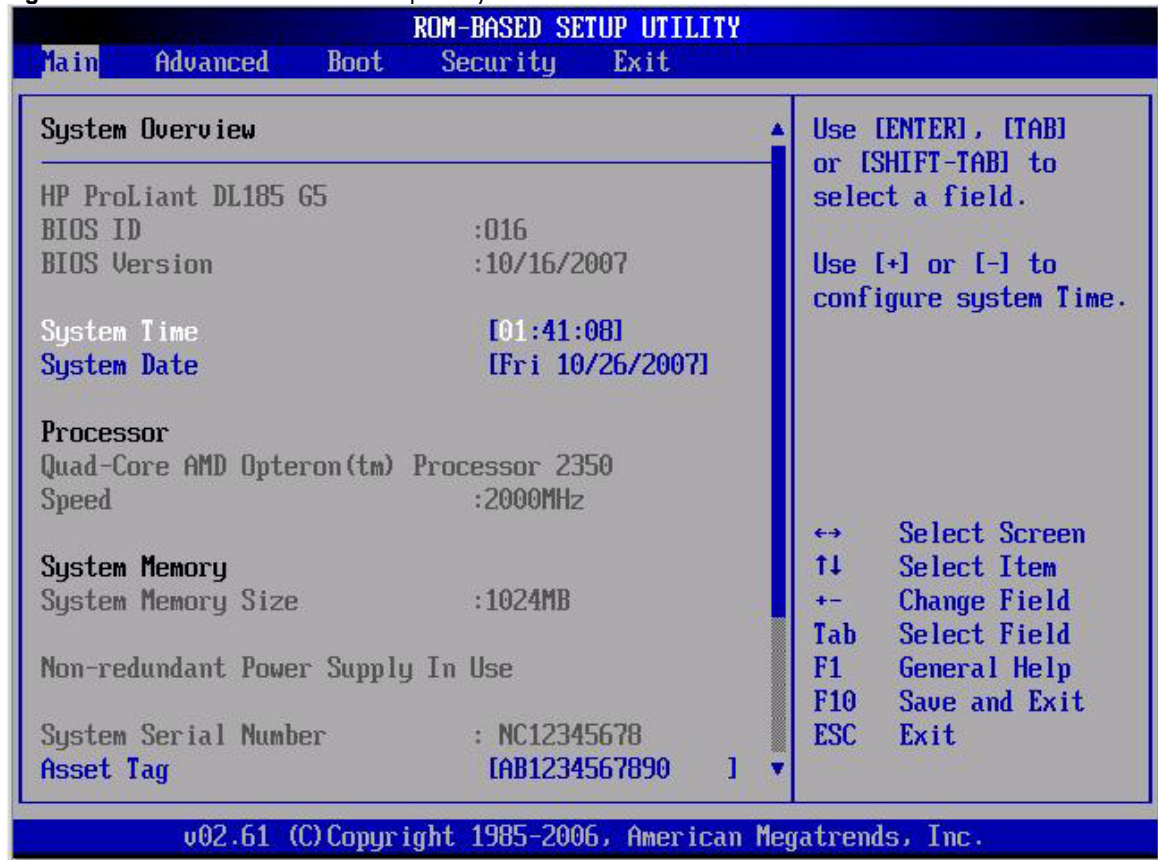 ROM-BASED SETUP UTILITY
Main Advanced Boot Security Exit
System Overview
HP ProLiant DL185 G5
BIOS ID :016
BIOS Version :10/16/2007
System Time [01:41:08]
System Date [Fri 10/26/2007]
Processor
Quad-Core AMD Opteron(tm) Processor 2350
Speed :2000MHz
System Memory
System Memory Size :1024MB
Non-redundant Power Supply In Use
System Serial Number : NC12345678
Asset Tag [AB1234567890 ]
Use [ENTER], [TAB]
or [SHIFT-TAB] to
select a field.
Use [+] or [-] to
configure system Time.
←→ Select Screen
↑↓ Select Item
+- Change Field
Tab Select Field
F1 General Help
F10 Save and Exit
ESC Exit
v02.61 (C)Copyright 1985-2006, American Megatrends, Inc.